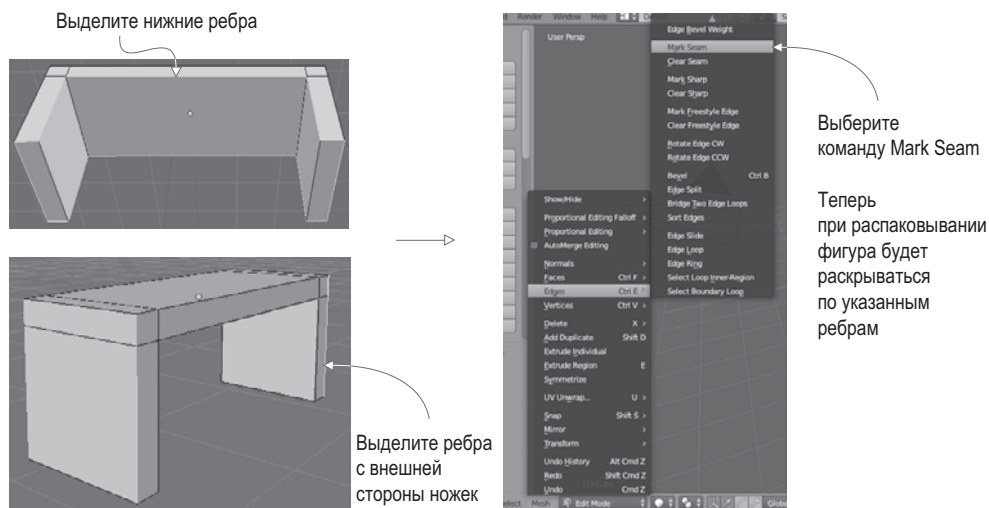 Выделите нижние ребра
Выделите ребра
с внешней
стороны ножек
Render Window Help
User Persp
Edge Bevel Weight
Mark Seam
Clear Seam
Mark Sharp
Clear Sharp
Mark Freestyle Edge
Clear Freestyle Edge
Rotate Edge CW
Rotate Edge CCW
Bevel Ctrl B
Edge Split
Bridge Two Edge Loops
Sort Edges
Edge Slide
Edge Loop
Edge Ring
Select Loop Inner-Region
Select Boundary Loop
Show/Hide
Proportional Editing Falloff
Proportional Editing
AutoMerge Editing
Normals
Faces Ctrl F
Edges Ctrl E
Vertices Ctrl V
Delete X
Add Duplicate Shift D
Extrude Individual
Extrude Region E
Symmetrize
UV Unwrap... U
Snap Shift S
Mirror
Transform
Undo History Alt Cmd Z
Redo Shift Cmd Z
Undo Cmd Z
Mesh Edit Mode
Выберите
команду Mark Seam
Теперь
при распаковывании
фигура будет
раскрываться
по указанным
ребрам